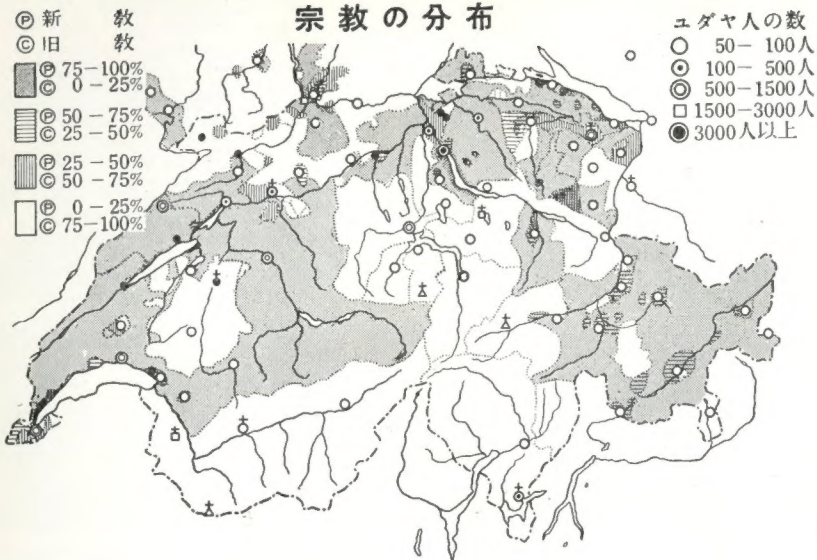 宗教の分布
Ⓟ 新 教
Ⓒ 旧 教
Ⓟ 75-100%
Ⓒ 0-25%
Ⓟ 50-75%
Ⓒ 25-50%
Ⓟ 25-50%
Ⓒ 50-75%
Ⓟ 0-25%
Ⓒ 75-100%
ユダヤ人の数
50-100人
100-500人
500-1500人
1500-3000人
3000人以上